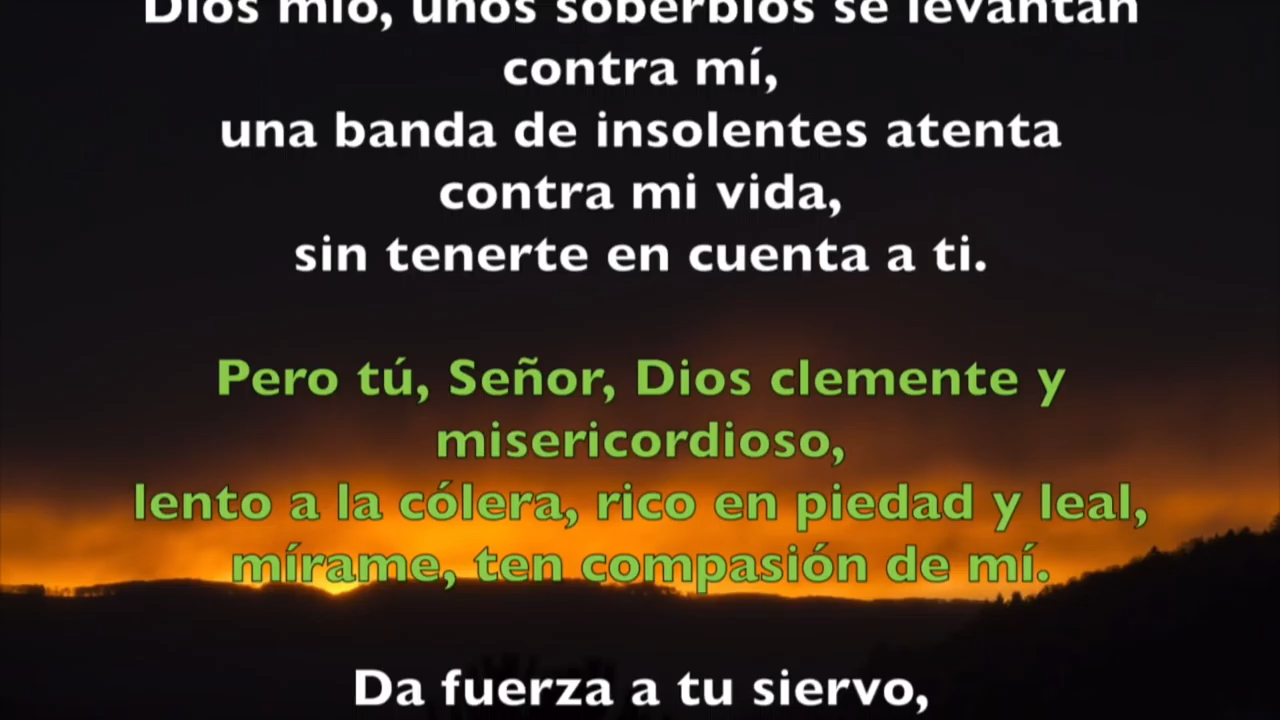 Dios mío, unos soberbios se levantan
contra mí,
una banda de insolentes atenta
contra mi vida,
sin tenerte en cuenta a ti.
Pero tú, Señor, Dios clemente y
misericordioso,
lento a la cólera, rico en piedad y leal,
mírame, ten compasión de mí.
Da fuerza a tu siervo,